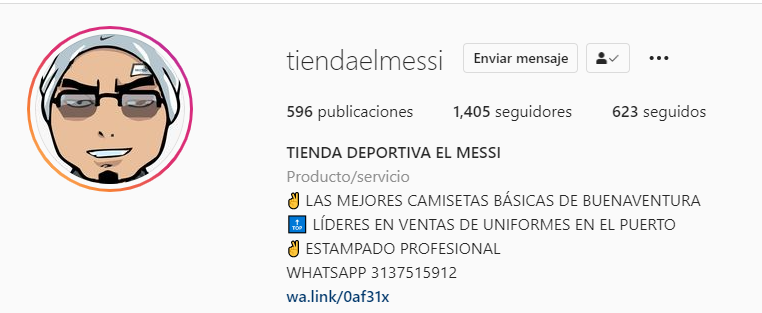 tiendaelmessi Enviar mensaje
596 publicaciones 1,405 seguidores 623 seguidos
TIENDA DEPORTIVA EL MESSI
Producto/servicio
✌️ LAS MEJORES CAMISETAS BÁSICAS DE BUENAVENTURA
🔝 LÍDERES EN VENTAS DE UNIFORMES EN EL PUERTO
✌️ ESTAMPADO PROFESIONAL
WHATSAPP 3137515912
wa.link/0af31x